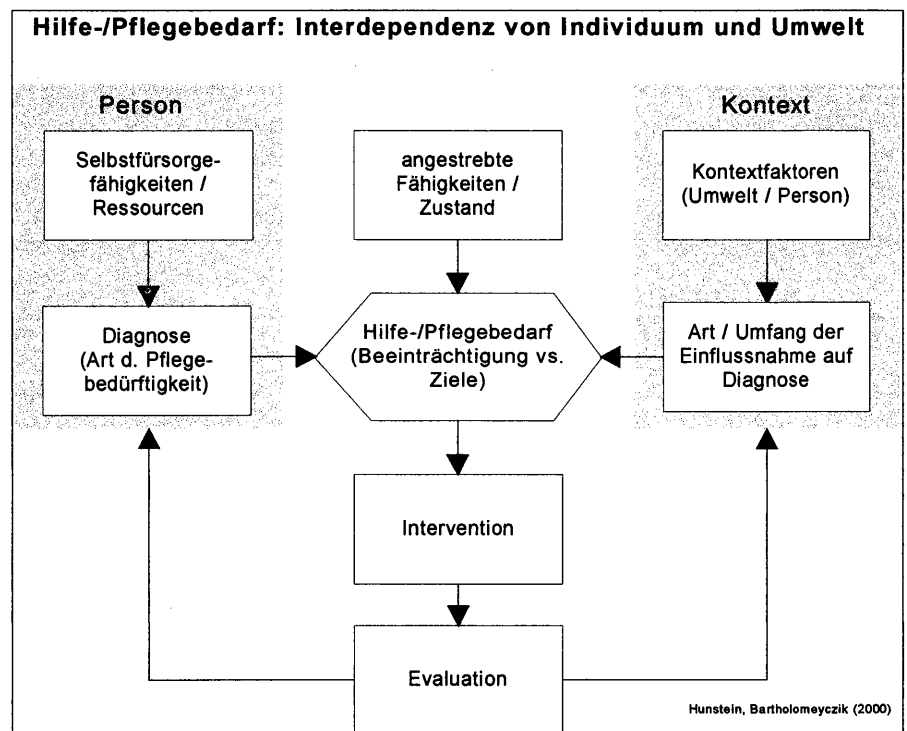 Hilfe-/Pflegebedarf: Interdependenz von Individuum und Umwelt
Person
Kontext
Selbstfürsorge-
fähigkeiten /
Ressourcen
angestrebte
Fähigkeiten /
Zustand
Kontextfaktoren
(Umwelt / Person)
Diagnose
(Art d. Pflege-
bedürftigkeit)
Hilfe-/Pflegebedarf
(Beeinträchtigung vs.
Ziele)
Art / Umfang der
Einflussnahme auf
Diagnose
Intervention
Evaluation
Hunstein, Bartholomeyczik (2000)